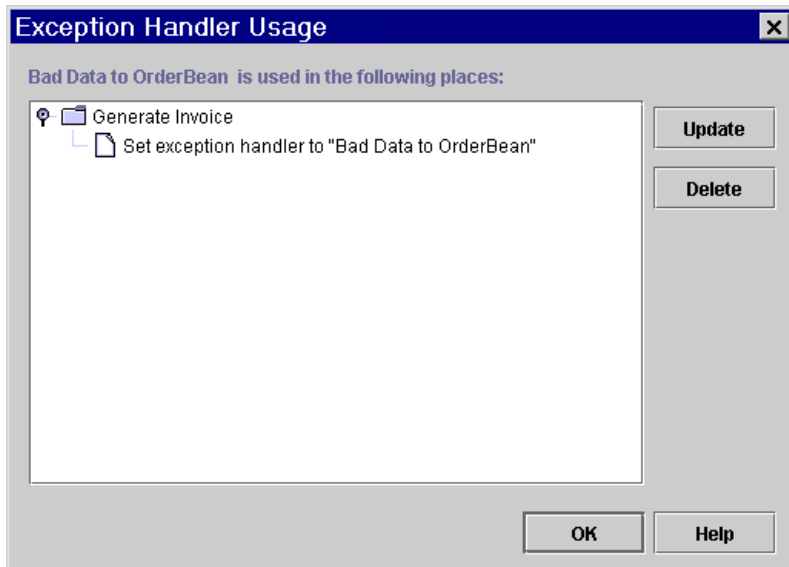 Exception Handler Usage
Bad Data to OrderBean is used in the following places:
Generate Invoice
Set exception handler to "Bad Data to OrderBean"
Update
Delete
OK
Help